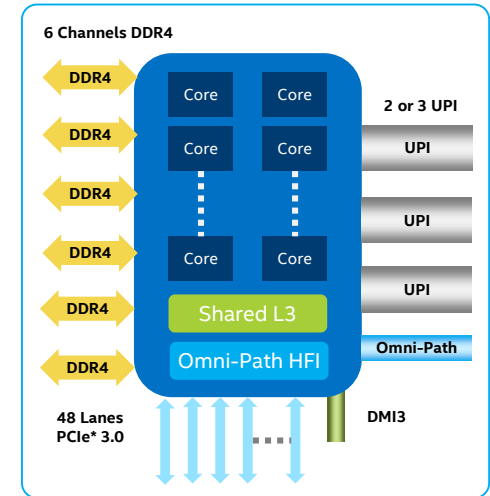 6 Channels DDR4
DDR4
DDR4
DDR4
DDR4
DDR4
DDR4
Core Core
Core Core
Core Core
Shared L3
Omni-Path HFI
2 or 3 UPI
UPI
UPI
UPI
Omni-Path
48 Lanes
PCIe* 3.0
DMI3